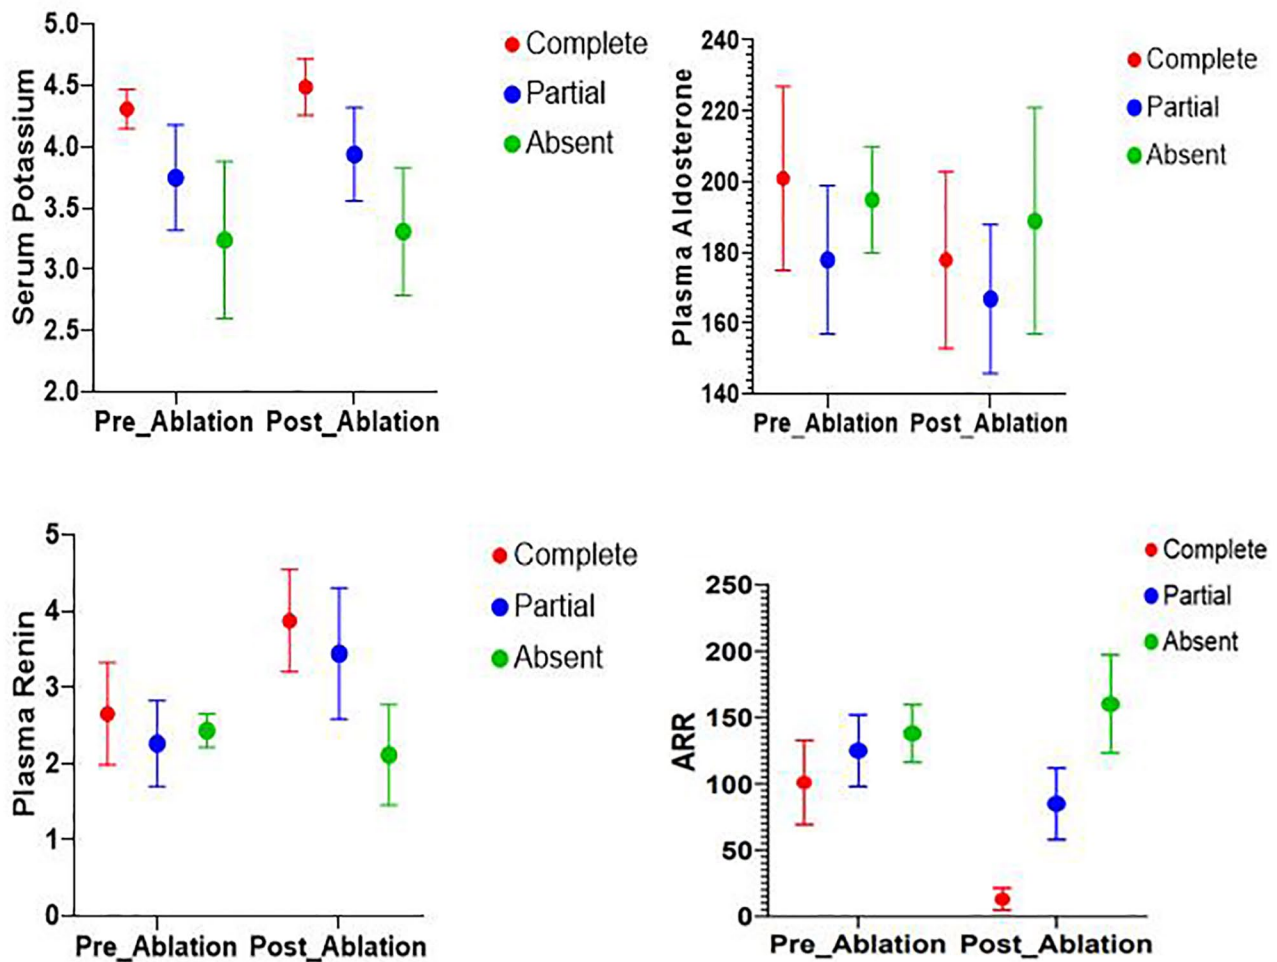 Serum Potassium
5.0
4.5
4.0
3.5
3.0
2.5
2.0
Pre_Ablation
Post_Ablation
Complete
Partial
Absent
Plasma Aldosterone
240
220
200
180
160
140
Pre_Ablation
Post_Ablation
Complete
Partial
Absent
Plasma Renin
5
4
3
2
1
0
Pre_Ablation
Post_Ablation
Complete
Partial
Absent
ARR
250
200
150
100
50
0
Pre_Ablation
Post_Ablation
Complete
Partial
Absent